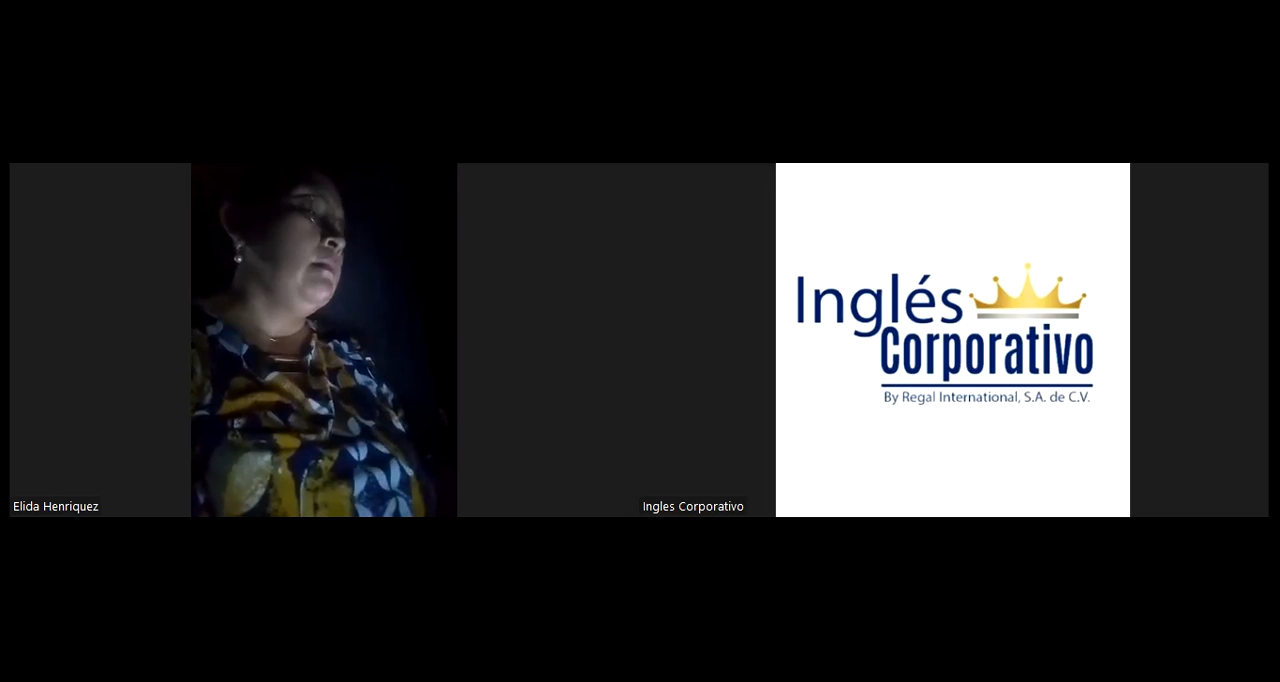 Inglés
Corporativo
By Regal International, S.A. de C.V.
Elida Henriquez
Ingles Corporativo